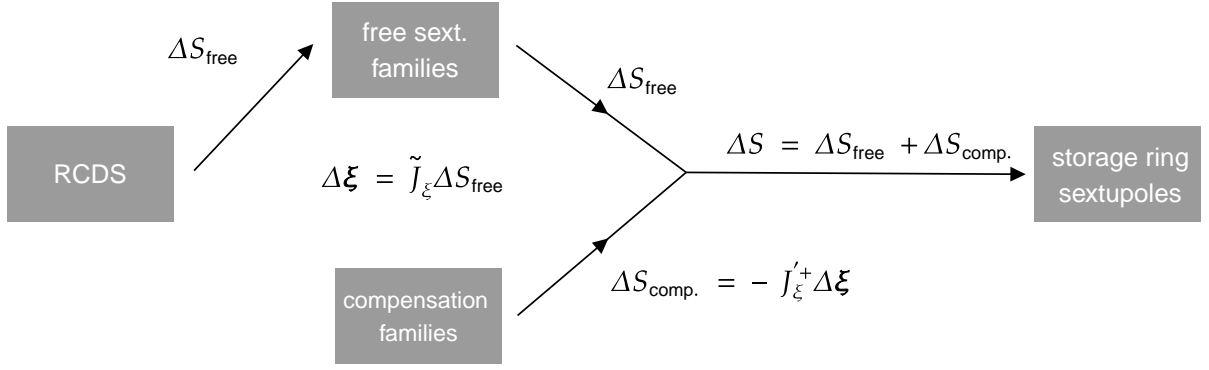 free sext.
families
ΔS_free
ΔS_free
RCDS
Δξ = J̃_ξ ΔS_free
ΔS = ΔS_free + ΔS_comp.
storage ring
sextupoles
compensation
families
ΔS_comp. = − J_ξ^'+ Δξ